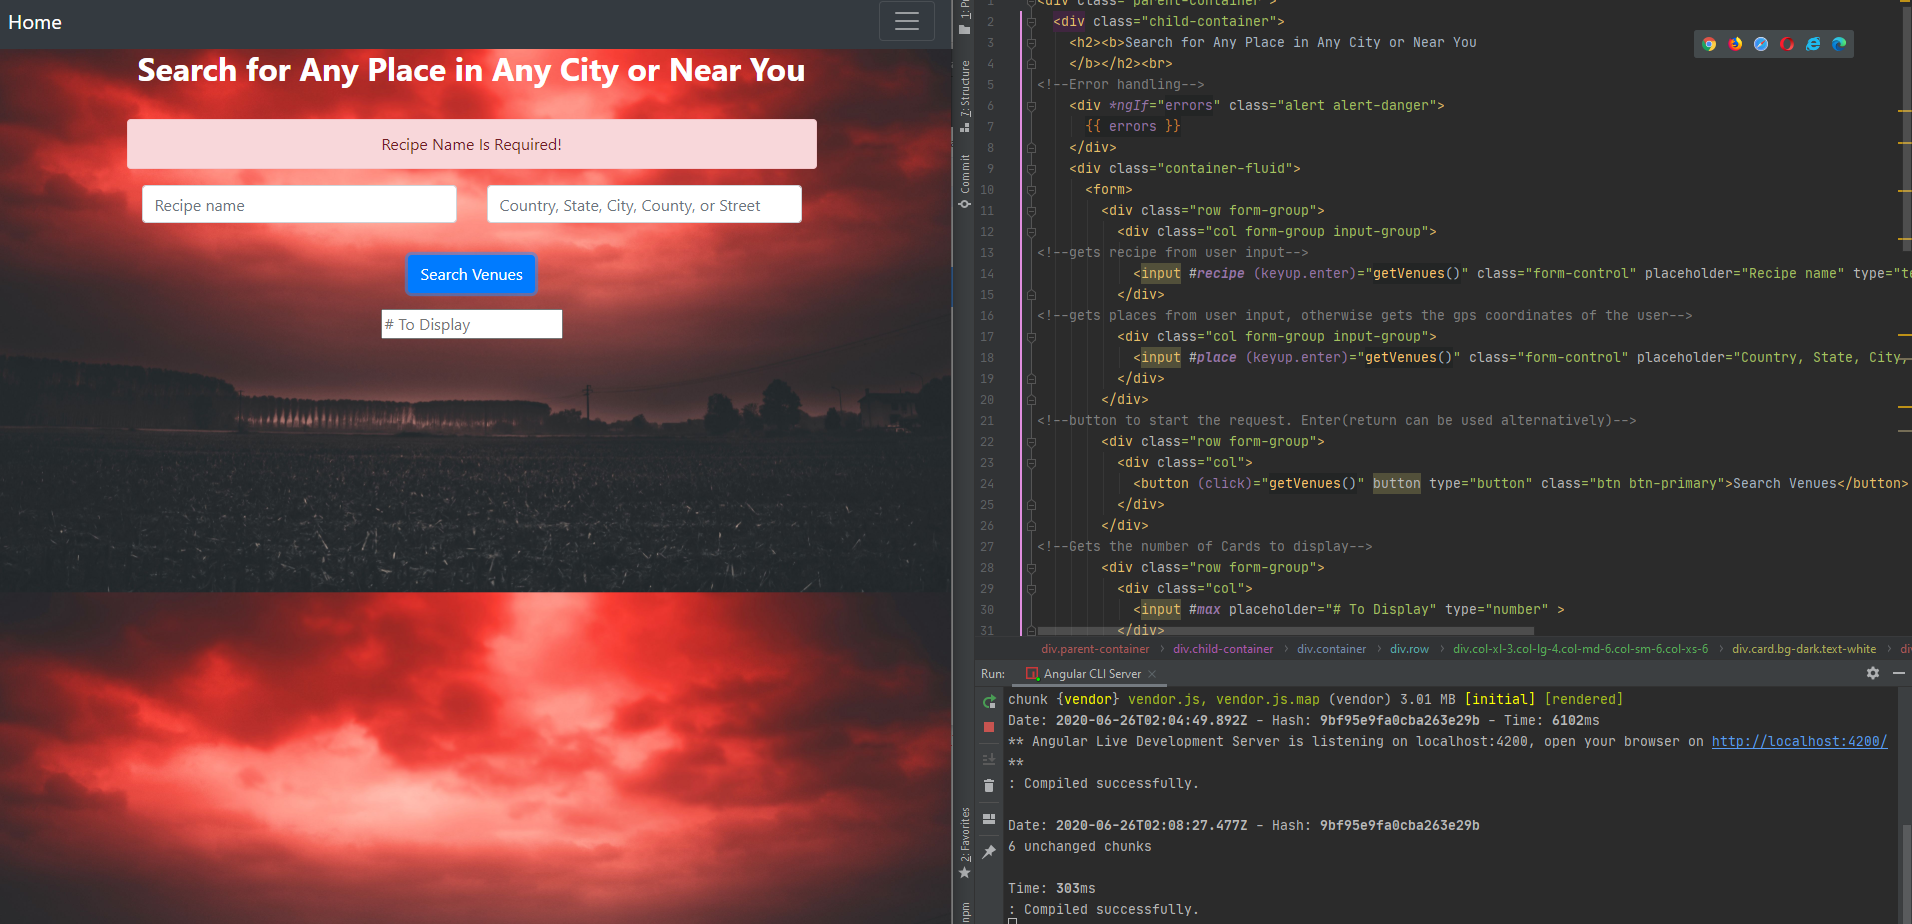 Home
Search for Any Place in Any City or Near You
Recipe Name Is Required!
Recipe name
Country, State, City, County, or Street
Search Venues
# To Display
7: Structure
Commit
2: Favorites
npm
1 <div class="parent-container">
2 <div class="child-container">
3 <h2><b>Search for Any Place in Any City or Near You
4 </b></h2><br>
5 <!--Error handling-->
6 <div *ngIf="errors" class="alert alert-danger">
7 {{ errors }}
8 </div>
9 <div class="container-fluid">
10 <form>
11 <div class="row form-group">
12 <div class="col form-group input-group">
13 <!--gets recipe from user input-->
14 <input #recipe (keyup.enter)="getVenues()" class="form-control" placeholder="Recipe name" type="te
15 </div>
16 <!--gets places from user input, otherwise gets the gps coordinates of the user-->
17 <div class="col form-group input-group">
18 <input #place (keyup.enter)="getVenues()" class="form-control" placeholder="Country, State, City,
19 </div>
20 </div>
21 <!--button to start the request. Enter(return can be used alternatively)-->
22 <div class="row form-group">
23 <div class="col">
24 <button (click)="getVenues()" button type="button" class="btn btn-primary">Search Venues</button>
25 </div>
26 </div>
27 <!--Gets the number of Cards to display-->
28 <div class="row form-group">
29 <div class="col">
30 <input #max placeholder="# To Display" type="number" >
31 </div>
div.parent-container › div.child-container › div.container › div.row › div.col-xl-3.col-lg-4.col-md-6.col-sm-6.col-xs-6 › div.card.bg-dark.text-white › di
Run: Angular CLI Server
chunk {vendor} vendor.js, vendor.js.map (vendor) 3.01 MB [initial] [rendered]
Date: 2020-06-26T02:04:49.892Z - Hash: 9bf95e9fa0cba263e29b - Time: 6102ms
** Angular Live Development Server is listening on localhost:4200, open your browser on http://localhost:4200/
**
: Compiled successfully.
Date: 2020-06-26T02:08:27.477Z - Hash: 9bf95e9fa0cba263e29b
6 unchanged chunks
Time: 303ms
: Compiled successfully.